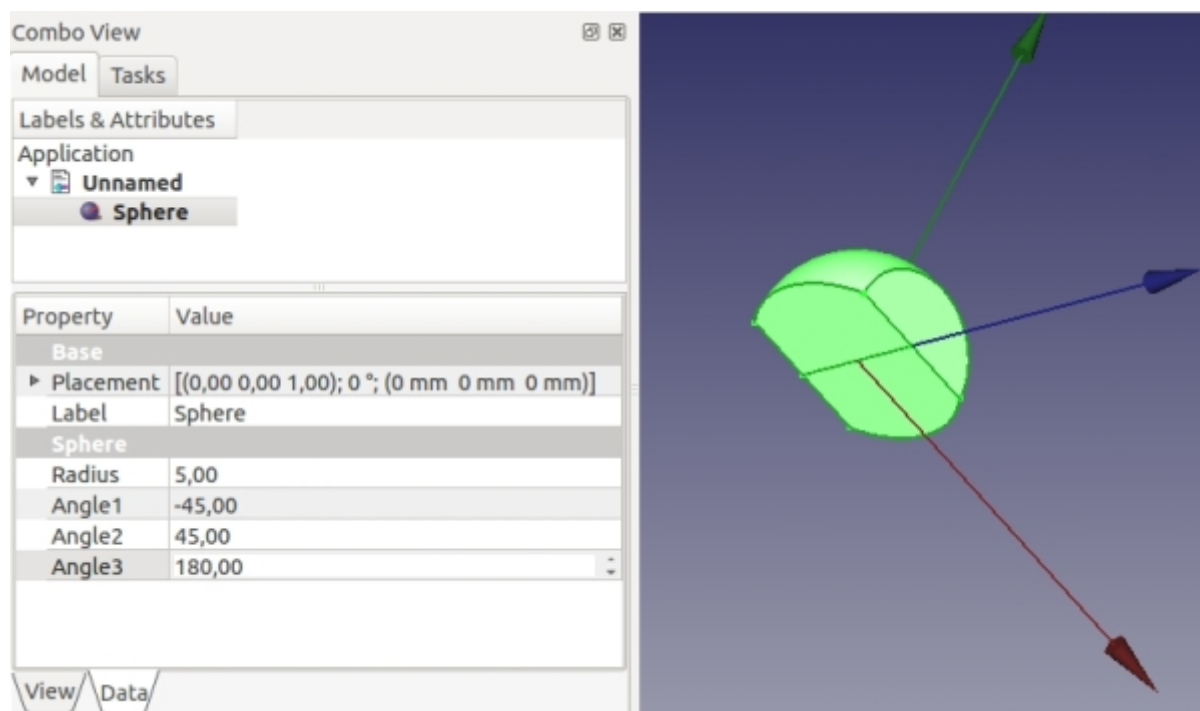 Combo View
Model Tasks
Labels & Attributes
Application
Unnamed
Sphere
Property Value
Base
Placement [(0,00 0,00 1,00); 0 °; (0 mm 0 mm 0 mm)]
Label Sphere
Sphere
Radius 5,00
Angle1 -45,00
Angle2 45,00
Angle3 180,00
View Data